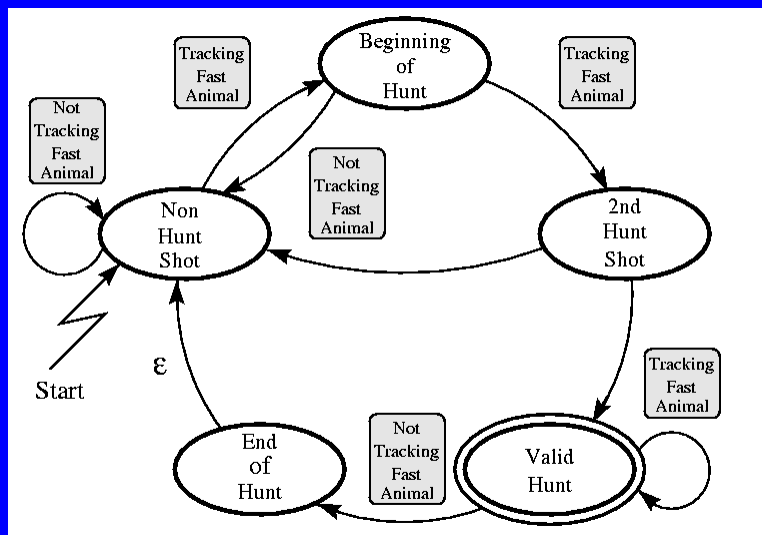 Beginning
of
Hunt
Tracking
Fast
Animal
Tracking
Fast
Animal
Not
Tracking
Fast
Animal
Not
Tracking
Fast
Animal
Non
Hunt
Shot
2nd
Hunt
Shot
Start
ε
Tracking
Fast
Animal
Not
Tracking
Fast
Animal
End
of
Hunt
Valid
Hunt